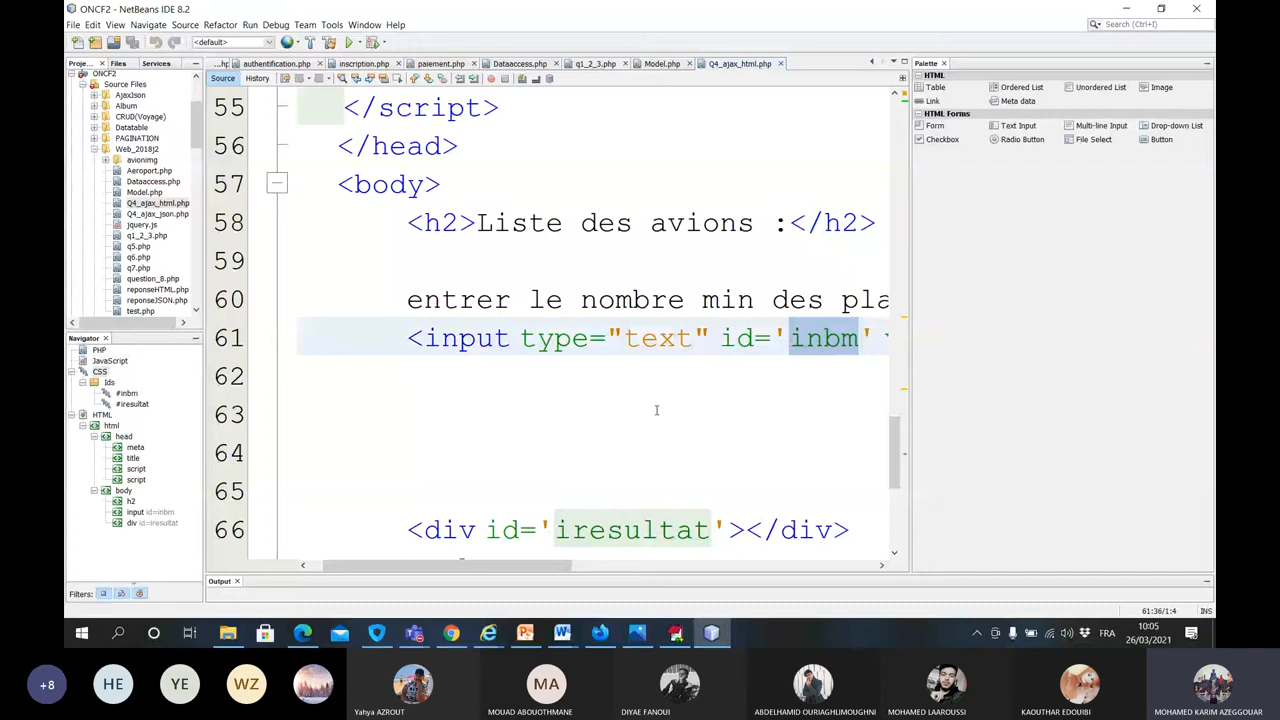 ONCF2 - NetBeans IDE 8.2
File Edit View Navigate Source Refactor Run Debug Team Tools Window Help
Search (Ctrl+I)
<default>
Proje... Files Services
authentification.php inscription.php paiement.php Dataaccess.php q1_2_3.php Model.php Q4_ajax_html.php
Source History
ONCF2
Source Files
AjaxJson
Album
CRUD(Voyage)
Datatable
PAGINATION
Web_2018j2
avionimg
Aeroport.php
Dataaccess.php
Model.php
Q4_ajax_html.php
Q4_ajax_json.php
jquery.js
q1_2_3.php
q5.php
q6.php
q7.php
question_8.php
reponseHTML.php
reponseJSON.php
test.php
Navigator
PHP
JavaScript
CSS
Ids
#inbm
#iresultat
HTML
html
head
meta
title
script
script
body
h2
input id=inbm
div id=iresultat
Filters:
55 </script>
56 </head>
57 <body>
58 <h2>Liste des avions :</h2>
59
60 entrer le nombre min des pla
61 <input type="text" id='inbm'
62
63
64
65
66 <div id='iresultat'></div>
Output
Palette
HTML
Table Ordered List Unordered List Image
Link Meta data
HTML Forms
Form Text Input Multi-line Input Drop-down List
Checkbox Radio Button File Select Button
61:36/1:4 INS
FRA
10:05
26/03/2021
+8 HE YE WZ MA
Yahya AZROUT MOUAD ABOUOTHMANE DIYAE FANOUI ABDELHAMID OURIAGHLIMOUGHNI MOHAMED LAAROUSSI KAOUTHAR EDOUIBI MOHAMED KARIM AZEGGOUAR